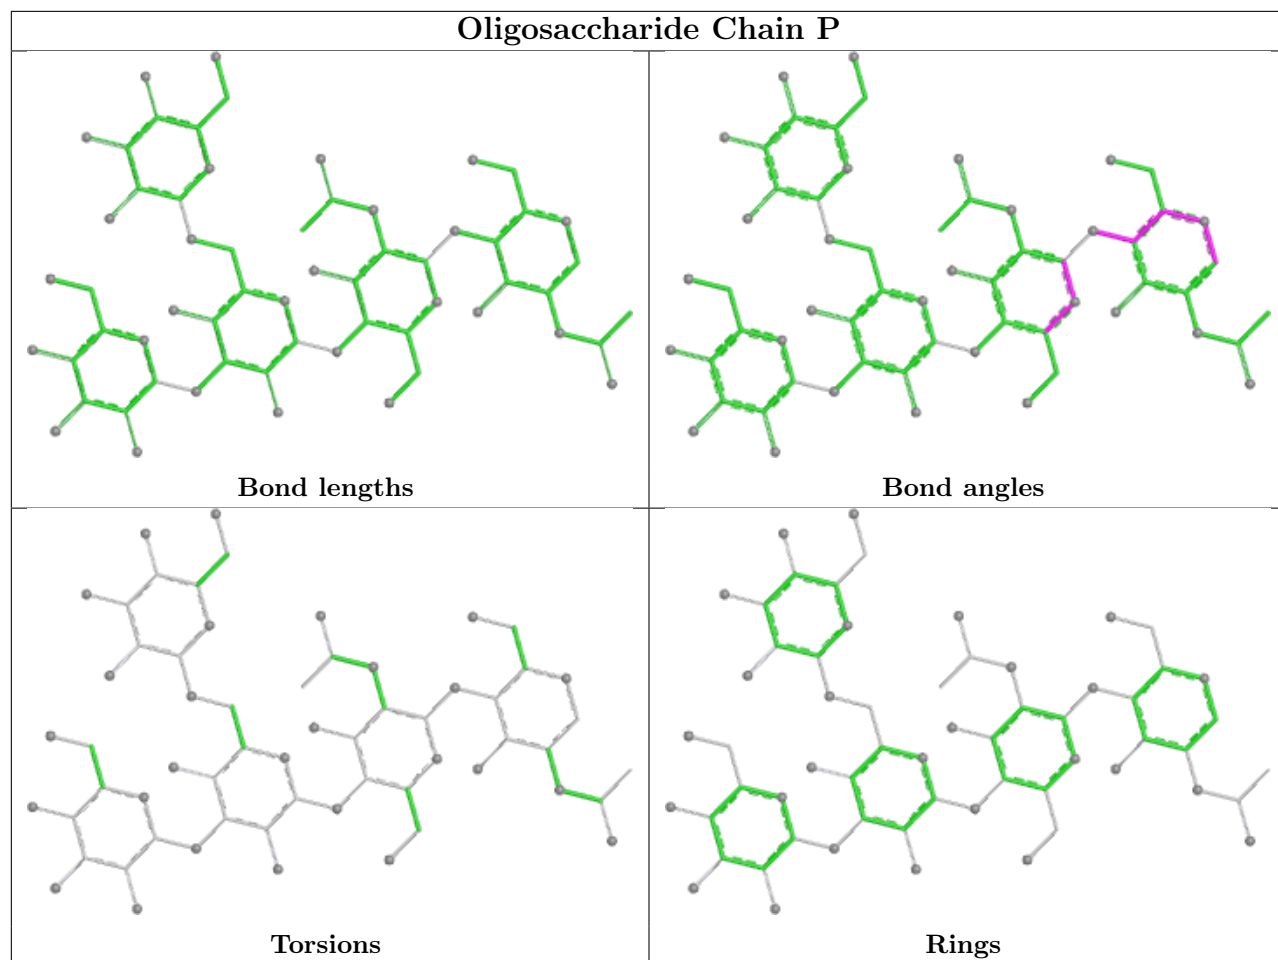 Oligosaccharide Chain P
Bond lengths
Bond angles
Torsions
Rings